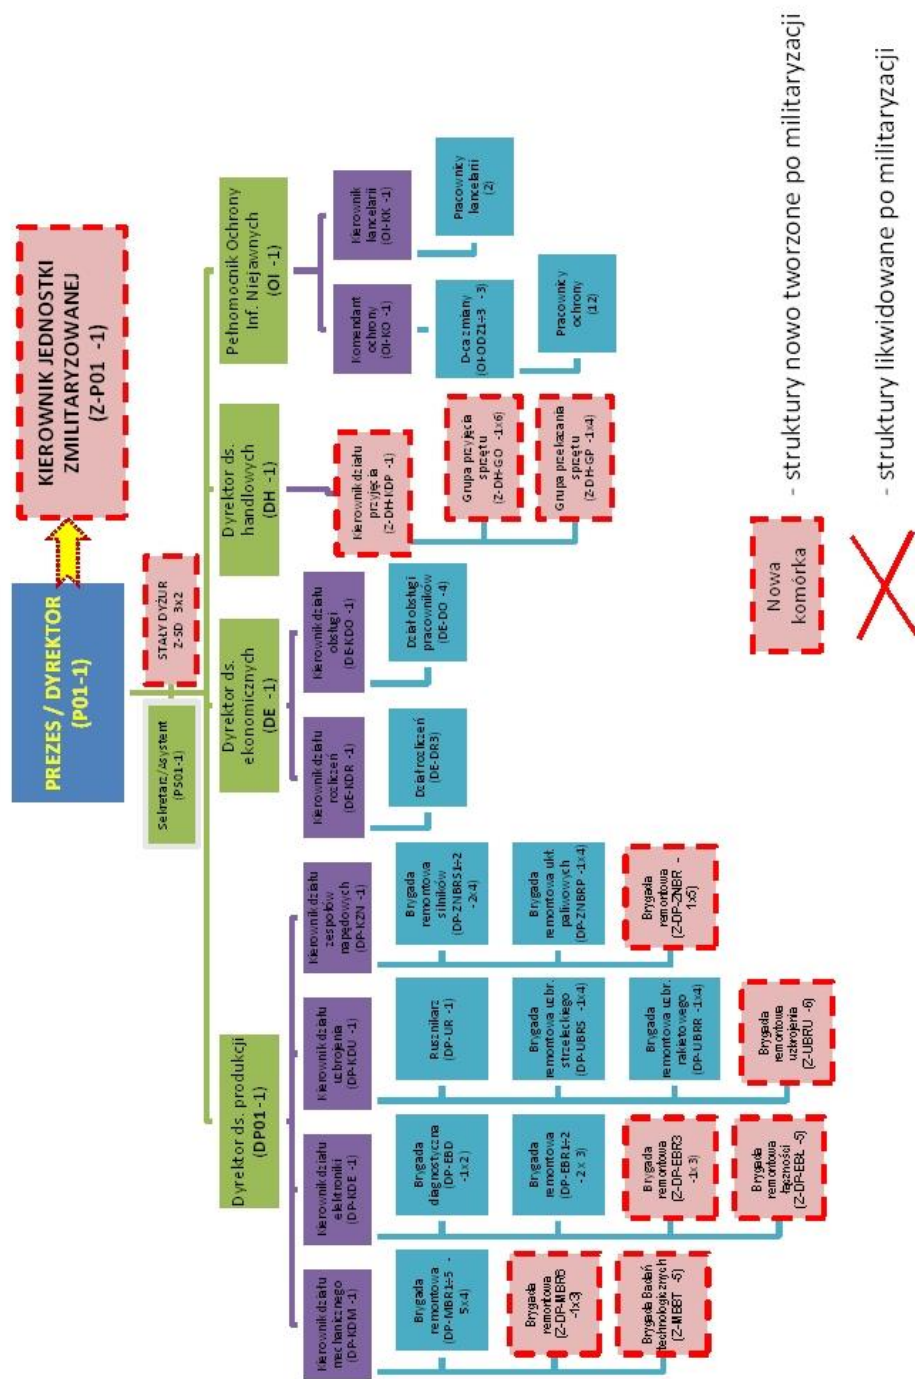 PREZES / DYREKTOR
(P01-1)
KIEROWNIK JEDNOSTKI
ZMILITARYZOWANEJ
(Z-P01 -1)
Sekretarz/Asystent
(PS01-1)
STAŁY DYŻUR
Z-SD 3x2
Dyrektor ds. produkcji
(DP01-1)
Dyrektor ds.
ekonomicznych
(DE -1)
Dyrektor ds.
handlowych
(DH -1)
Pełnomocnik Ochrony
Inf. Niejawnych
(OI -1)
Kierownik działu
mechanicznego
(DP-KDM -1)
Brygada
remontowa
(DP-MBR1÷5 -
5x4)
Brygada
remontowa
(Z-DP-MBR6
-1x3)
Brygada Badań
technologicznych
(Z-MBBT -5)
Kierownik działu
elektroniki
(DP-KDE -1)
Brygada
diagnostyczna
(DP-EBD
-1x2)
Brygada
remontowa
(DP-EBR1÷2
-2x3)
Brygada
remontowa
(Z-DP-EBR3
-1x3)
Brygada
remontowa
łączności
(Z-DP-EBŁ -5)
Kierownik działu
uzbrojenia
(DP-KDU -1)
Rusznikarz
(DP-UR -1)
Brygada
remontowa uzbr.
strzeleckiego
(DP-UBRS -1x4)
Brygada
remontowa uzbr.
rakietowego
(DP-UBRR -1x4)
Brygada
remontowa
uzbrojenia
(Z-UBRU -6)
Kierownik działu
zespołów
napędowych
(DP-KZN -1)
Brygada
remontowa
silników
(DP-ZNBRS1÷2
-2x4)
Brygada
remontowa ukł.
paliwowych
(DP-ZNBRP -1x4)
Brygada
remontowa
(Z-DP-ZNBR -
1x5)
Kierownik działu
rozliczeń
(DE-KDR -1)
Dział rozliczeń
(DE-DR3)
Kierownik działu
obsługi
(DE-KDO -1)
Dział obsługi
pracowników
(DE-DO -4)
Kierownik działu
przyjęcia
(Z-DH-KDP -1)
Grupa przyjęcia
sprzętu
(Z-DH-GO -1x6)
Grupa przekazania
sprzętu
(Z-DH-GP -1x4)
Komendant
ochrony
(OI-KO -1)
D-ca zmiany
(OI-ODZ1÷3 -3)
Pracownicy
ochrony
(12)
Kierownik
kancelarii
(OI-KK -1)
Pracownicy
kancelarii
(2)
Nowa
komórka
- struktury nowo tworzone po militaryzacji
- struktury likwidowane po militaryzacji